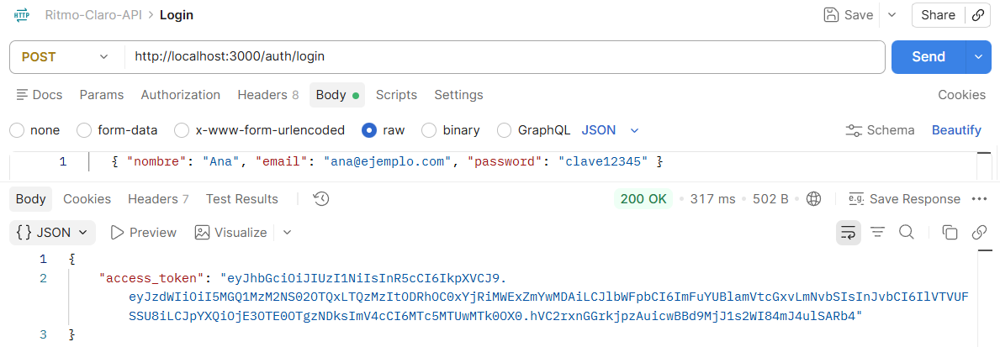 HTTP Ritmo-Claro-API > Login Save Share
POST http://localhost:3000/auth/login Send
Docs Params Authorization Headers 8 Body Scripts Settings Cookies
none form-data x-www-form-urlencoded raw binary GraphQL JSON Schema Beautify
1 { "nombre": "Ana", "email": "ana@ejemplo.com", "password": "clave12345" }
Body Cookies Headers 7 Test Results 200 OK • 317 ms • 502 B • e.g. Save Response
{} JSON Preview Visualize
1 {
2 "access_token": "eyJhbGciOiJIUzI1NiIsInR5cCI6IkpXVCJ9.
eyJzdWIiOiI5MGQ1MzM2NS02OTQxLTQzMzItODRhOC0xYjRiMWExZmYwMDAiLCJlbWFpbCI6ImFuYUBlamVtcGxvLmNvbSIsInJvbCI6IlVTVUF
SSU8iLCJpYXQiOjE3OTE0OTgzNDksImV4cCI6MTc5MTUwMTk0OX0.hVC2rxnGGrkjpzAuicwBBd9MjJ1s2WI84mJ4ulSARb4"
3 }